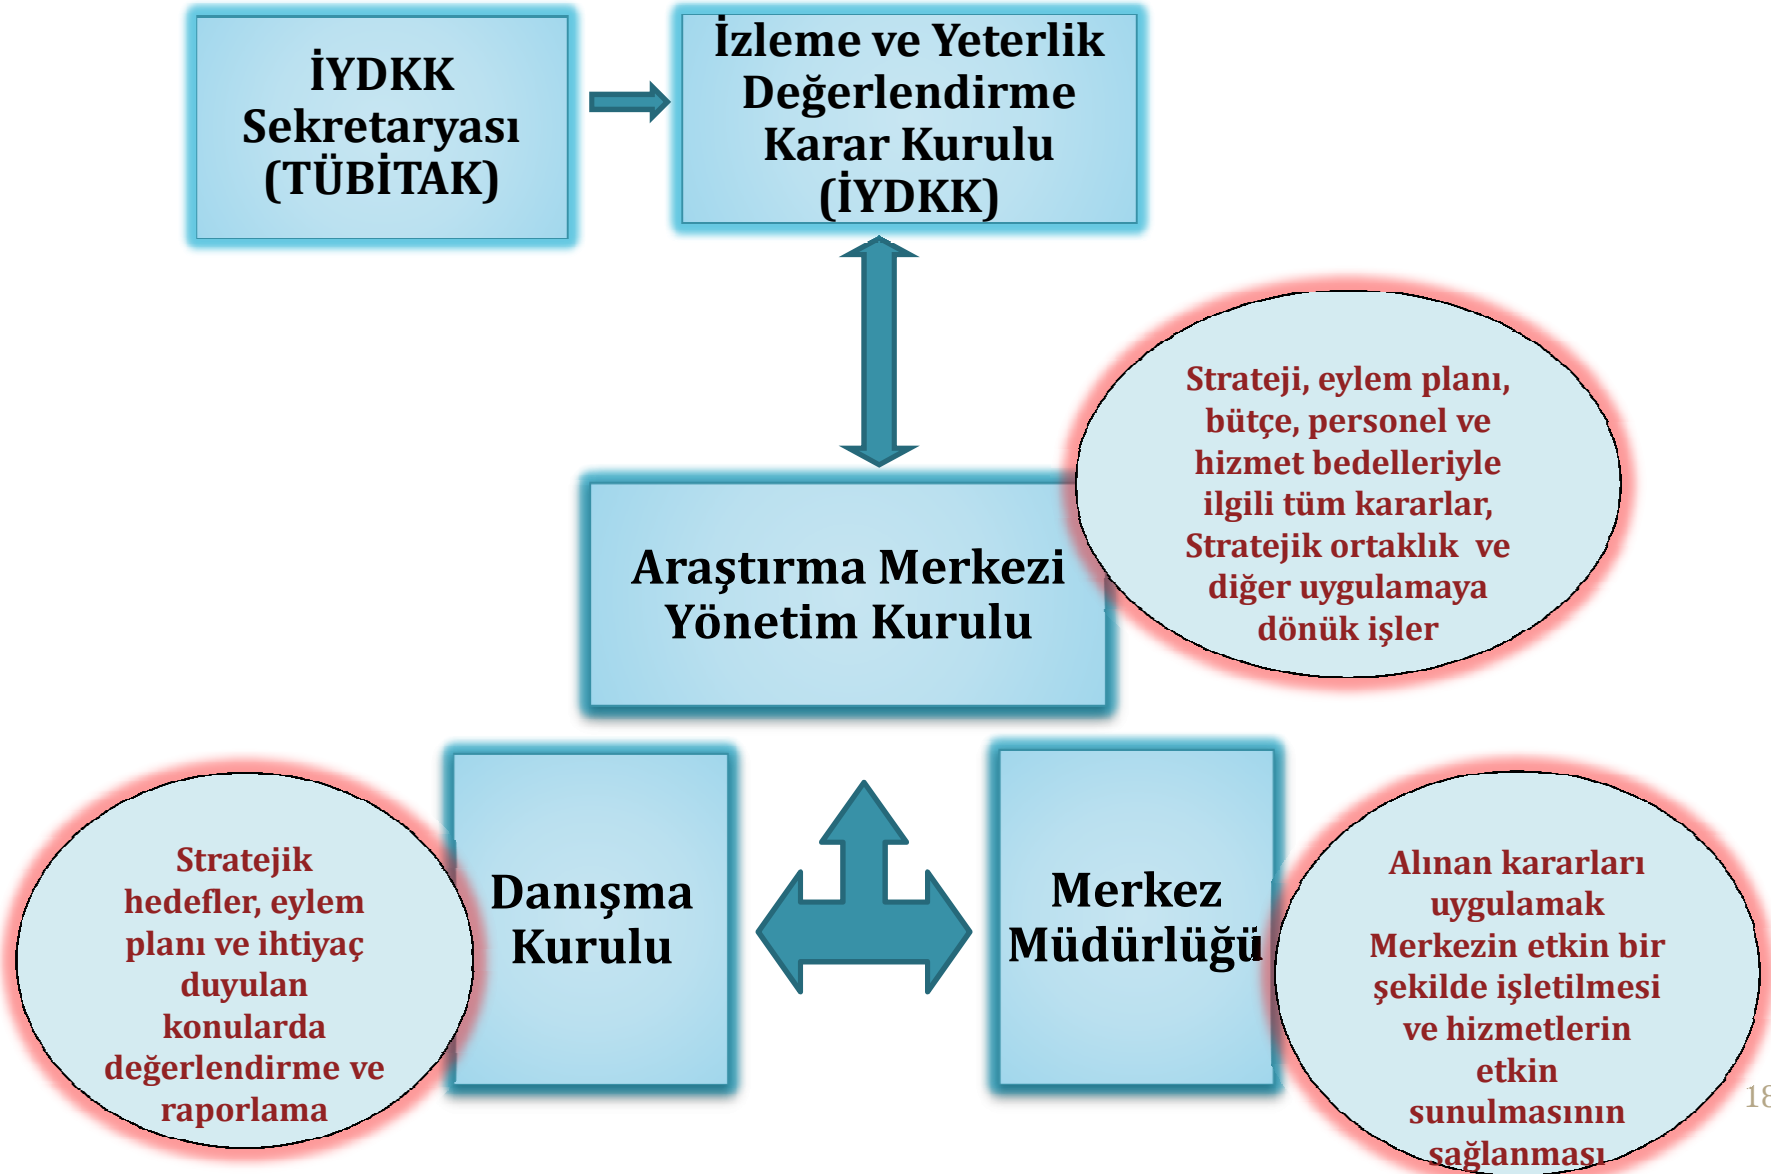 İYDKK
Sekretaryası
(TÜBİTAK)
İzleme ve Yeterlik
Değerlendirme
Karar Kurulu
(İYDKK)
Strateji, eylem planı,
bütçe, personel ve
hizmet bedelleriyle
ilgili tüm kararlar,
Stratejik ortaklık ve
diğer uygulamaya
dönük işler
Araştırma Merkezi
Yönetim Kurulu
Stratejik
hedefler, eylem
planı ve ihtiyaç
duyulan
konularda
değerlendirme ve
raporlama
Danışma
Kurulu
Merkez
Müdürlüğü
Alınan kararları
uygulamak
Merkezin etkin bir
şekilde işletilmesi
ve hizmetlerin
etkin
sunulmasının
sağlanması
18